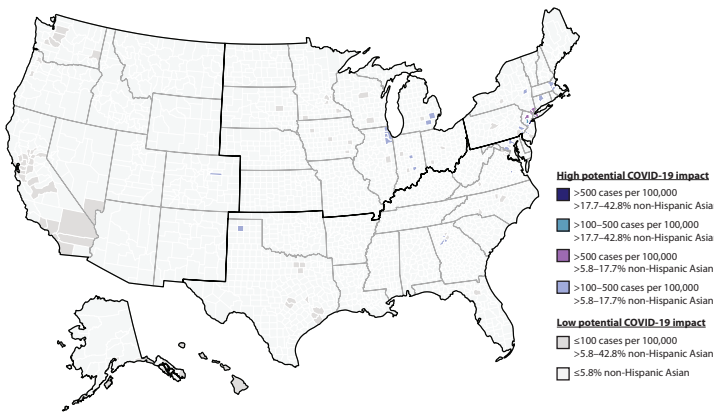 High potential COVID-19 impact
>500 cases per 100,000
>17.7–42.8% non-Hispanic Asia
>100–500 cases per 100,000
>17.7–42.8% non-Hispanic Asia
>500 cases per 100,000
>5.8–17.7% non-Hispanic Asian
>100–500 cases per 100,000
>5.8–17.7% non-Hispanic Asian
Low potential COVID-19 impact
≤100 cases per 100,000
>5.8–42.8% non-Hispanic Asian
≤5.8% non-Hispanic Asian